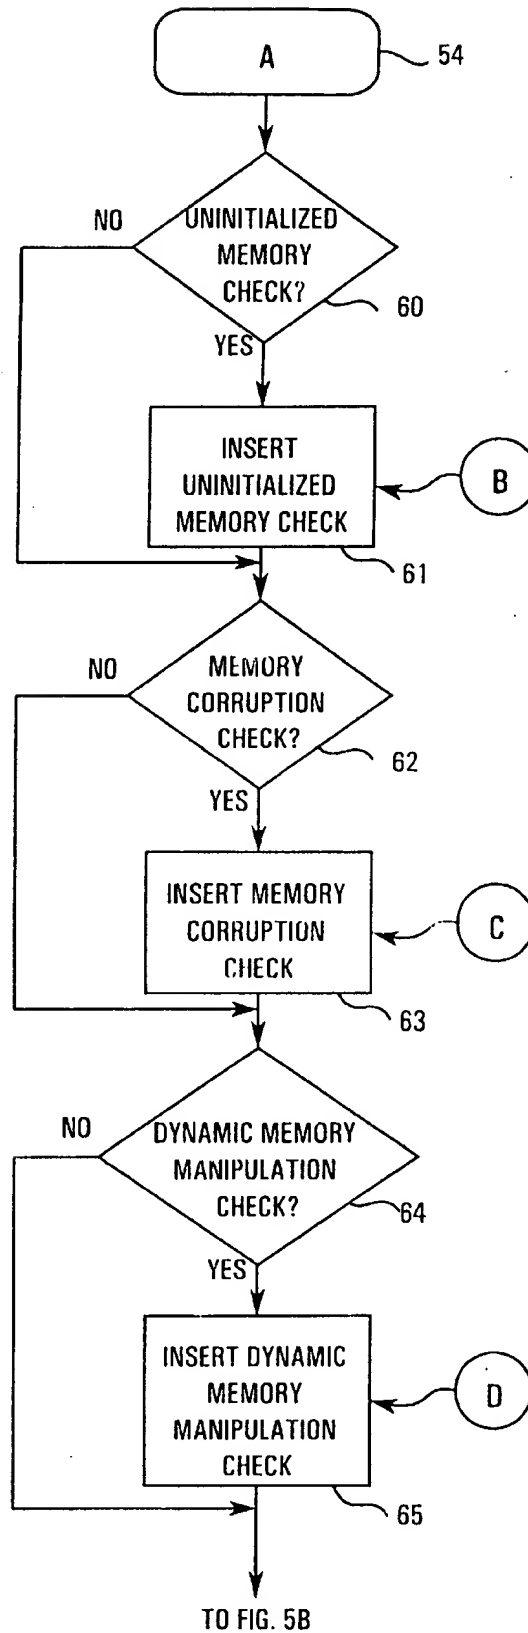 A
54
NO
UNINITIALIZED
MEMORY
CHECK?
60
YES
INSERT
UNINITIALIZED
MEMORY CHECK
B
61
NO
MEMORY
CORRUPTION
CHECK?
62
YES
INSERT MEMORY
CORRUPTION
CHECK
C
63
NO
DYNAMIC MEMORY
MANIPULATION
CHECK?
64
YES
INSERT DYNAMIC
MEMORY
MANIPULATION
CHECK
D
65
TO FIG. 5B